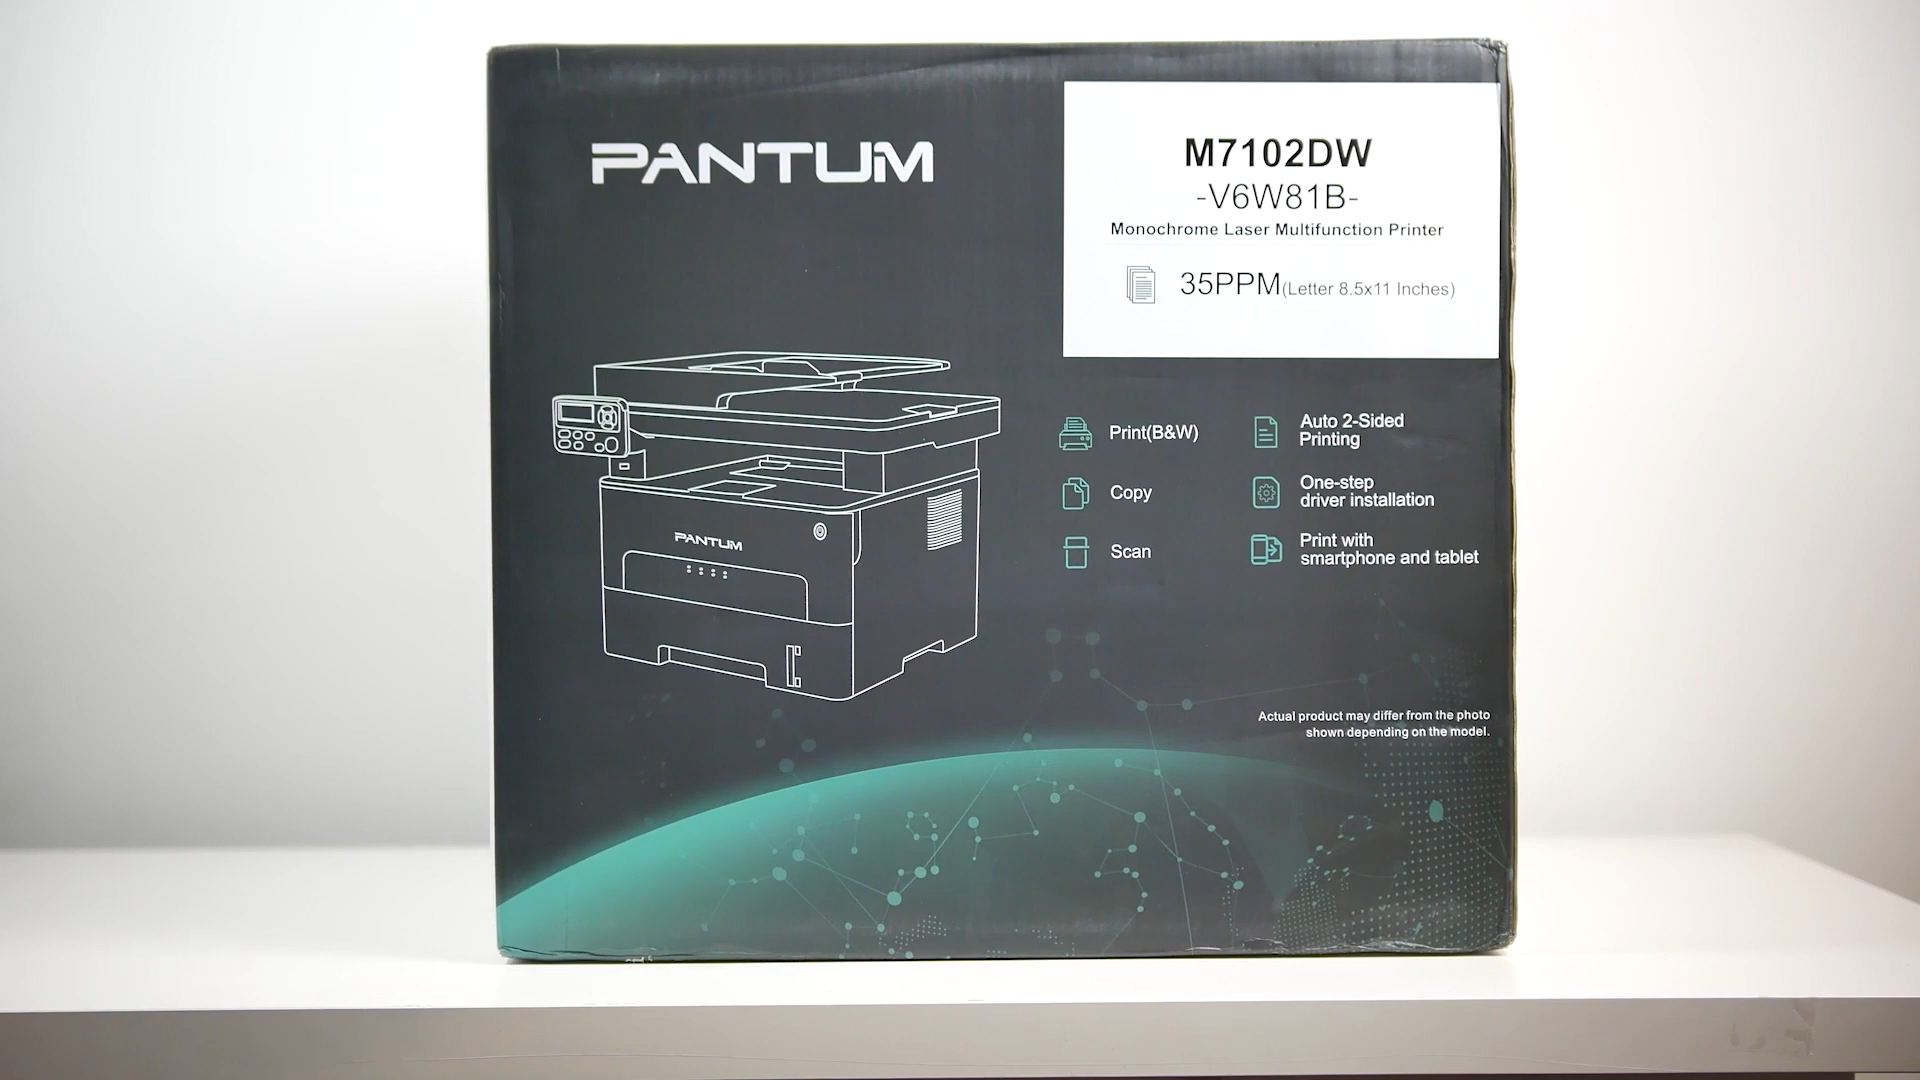 PANTUM
M7102DW
-V6W81B-
Monochrome Laser Multifunction Printer
35PPM(Letter 8.5x11 Inches)
PANTUM
Print(B&W)
Copy
Scan
Auto 2-Sided
Printing
One-step
driver installation
Print with
smartphone and tablet
Actual product may differ from the photo
shown depending on the model.